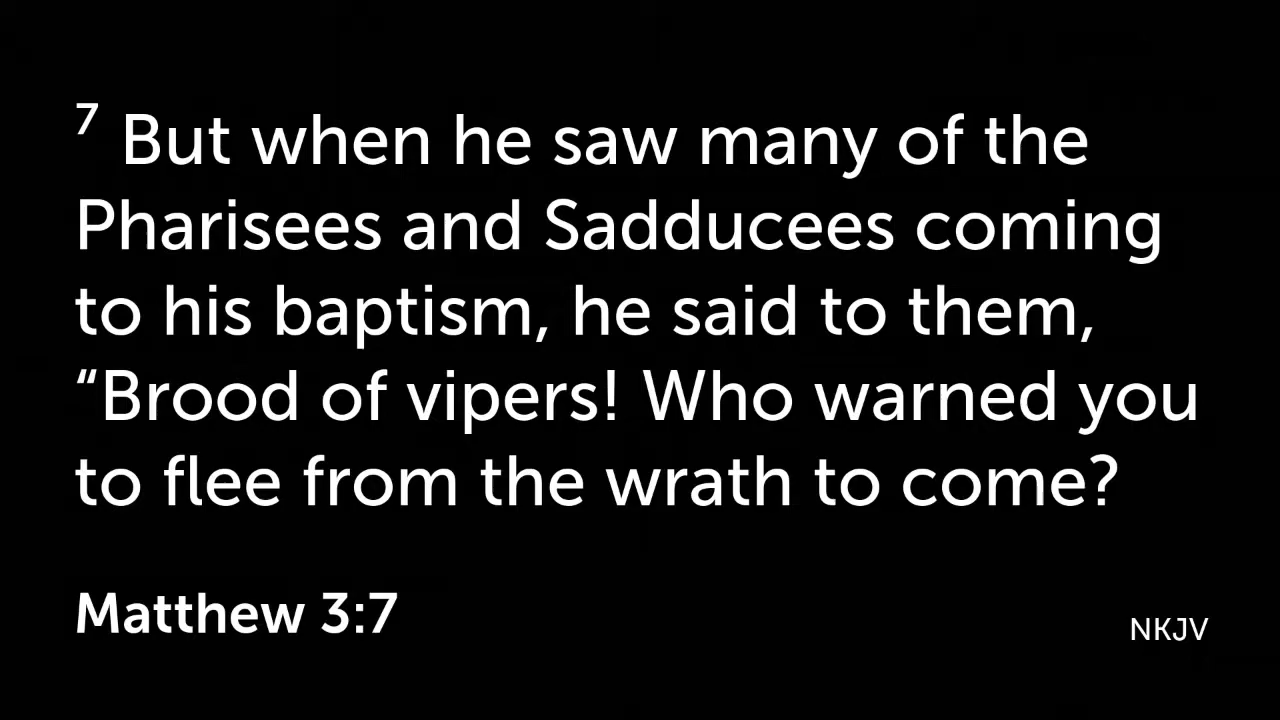 7 But when he saw many of the
Pharisees and Sadducees coming
to his baptism, he said to them,
“Brood of vipers! Who warned you
to flee from the wrath to come?
Matthew 3:7
NKJV